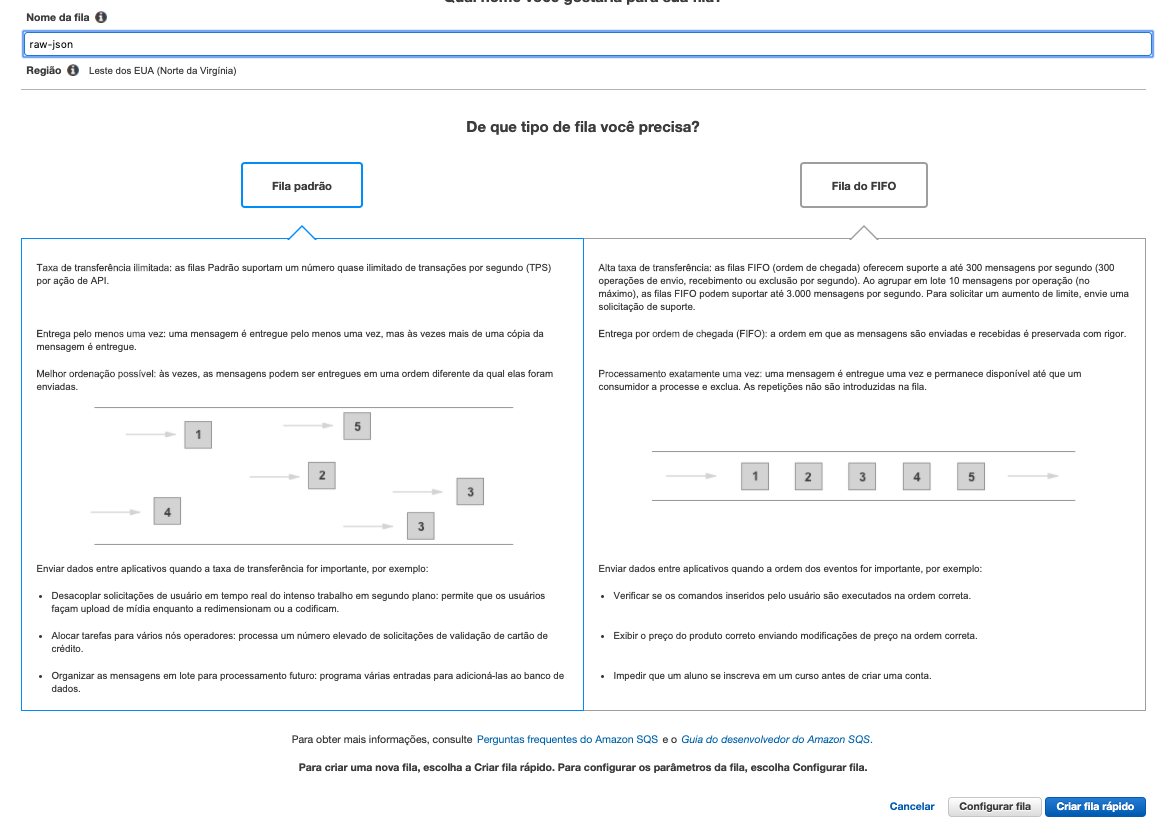 Qual nome você gostaria para sua fila?
Nome da fila
raw-json
Região Leste dos EUA (Norte da Virgínia)
De que tipo de fila você precisa?
Fila padrão
Fila do FIFO
Taxa de transferência ilimitada: as filas Padrão suportam um número quase ilimitado de transações por segundo (TPS)
por ação de API.
Entrega pelo menos uma vez: uma mensagem é entregue pelo menos uma vez, mas às vezes mais de uma cópia da
mensagem é entregue.
Melhor ordenação possível: às vezes, as mensagens podem ser entregues em uma ordem diferente da qual elas foram
enviadas.
1
5
2
3
4
3
Enviar dados entre aplicativos quando a taxa de transferência for importante, por exemplo:
• Desacoplar solicitações de usuário em tempo real do intenso trabalho em segundo plano: permite que os usuários
façam upload de mídia enquanto a redimensionam ou a codificam.
• Alocar tarefas para vários nós operadores: processa um número elevado de solicitações de validação de cartão de
crédito.
• Organizar as mensagens em lote para processamento futuro: programa várias entradas para adicioná-las ao banco de
dados.
Alta taxa de transferência: as filas FIFO (ordem de chegada) oferecem suporte a até 300 mensagens por segundo (300
operações de envio, recebimento ou exclusão por segundo). Ao agrupar em lote 10 mensagens por operação (no
máximo), as filas FIFO podem suportar até 3.000 mensagens por segundo. Para solicitar um aumento de limite, envie uma
solicitação de suporte.
Entrega por ordem de chegada (FIFO): a ordem em que as mensagens são enviadas e recebidas é preservada com rigor.
Processamento exatamente uma vez: uma mensagem é entregue uma vez e permanece disponível até que um
consumidor a processe e exclua. As repetições não são introduzidas na fila.
1 2 3 4 5
Enviar dados entre aplicativos quando a ordem dos eventos for importante, por exemplo:
• Verificar se os comandos inseridos pelo usuário são executados na ordem correta.
• Exibir o preço do produto correto enviando modificações de preço na ordem correta.
• Impedir que um aluno se inscreva em um curso antes de criar uma conta.
Para obter mais informações, consulte Perguntas frequentes do Amazon SQS e o Guia do desenvolvedor do Amazon SQS.
Para criar uma nova fila, escolha a Criar fila rápido. Para configurar os parâmetros da fila, escolha Configurar fila.
Cancelar Configurar fila Criar fila rápido